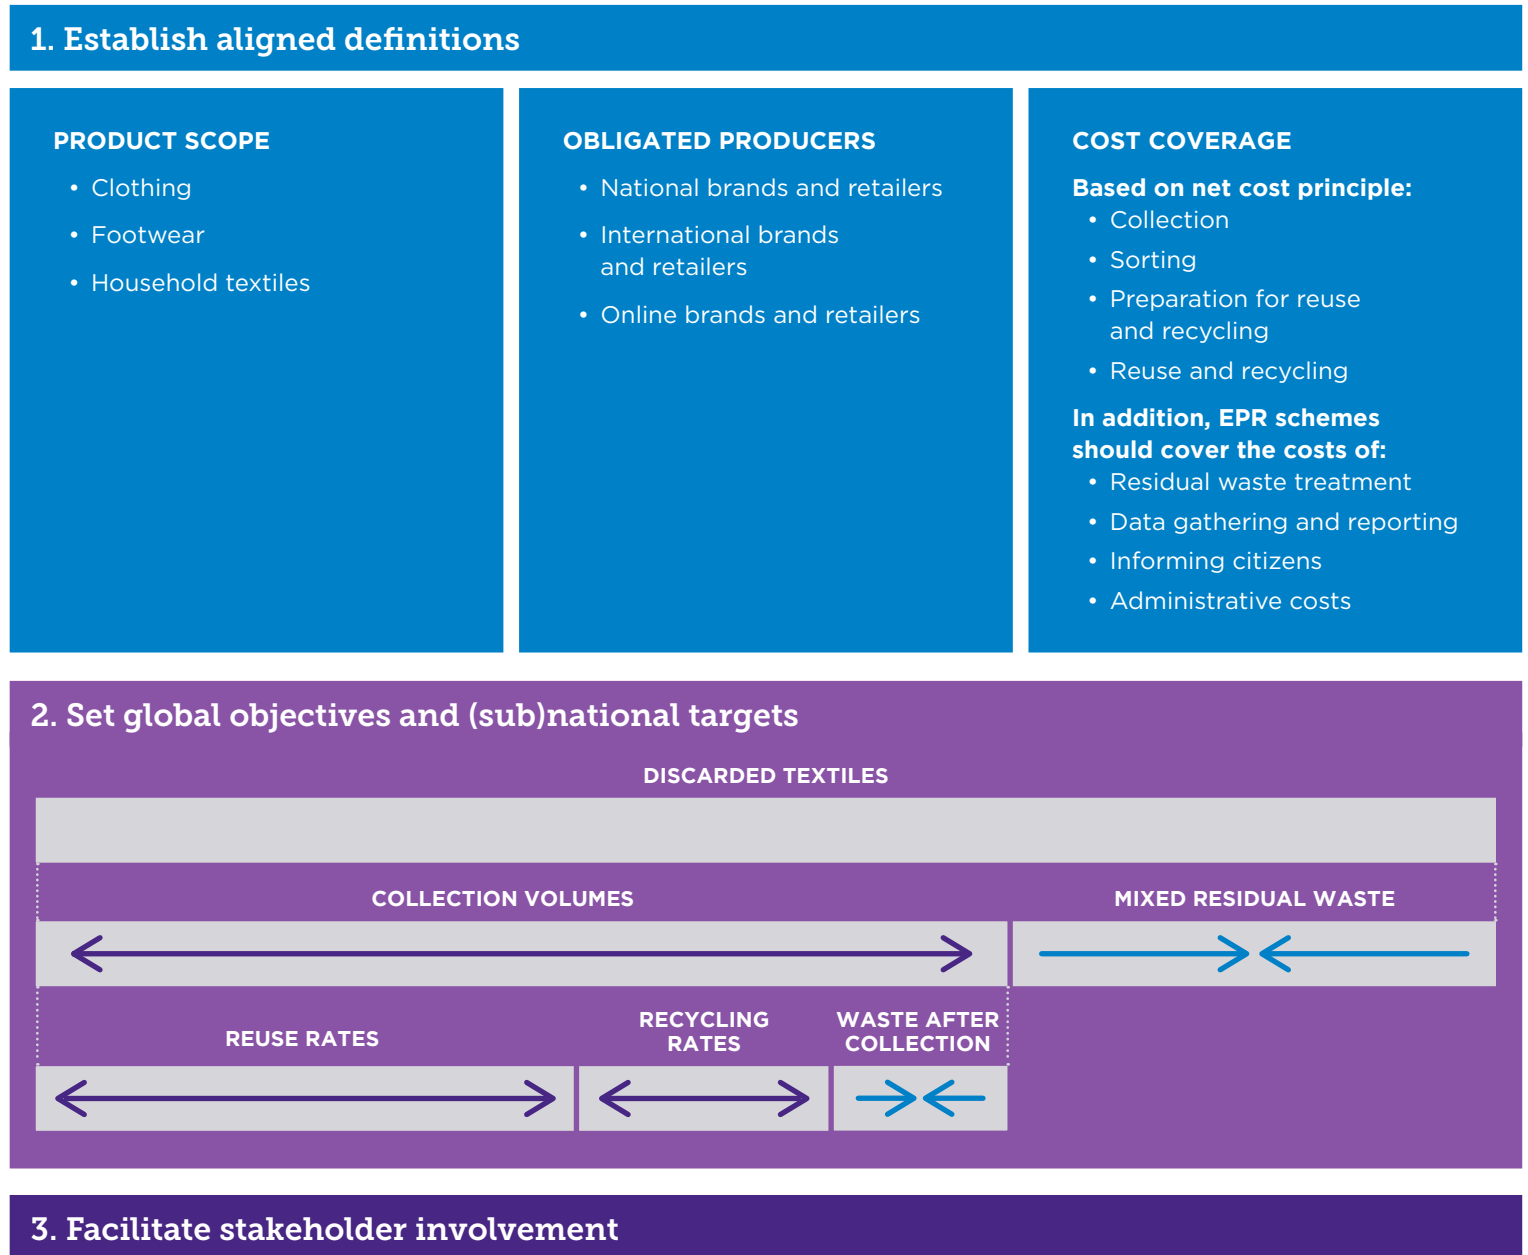 1. Establish aligned definitions
PRODUCT SCOPE
• Clothing
• Footwear
• Household textiles
OBLIGATED PRODUCERS
• National brands and retailers
• International brands
and retailers
• Online brands and retailers
COST COVERAGE
Based on net cost principle:
• Collection
• Sorting
• Preparation for reuse
and recycling
• Reuse and recycling
In addition, EPR schemes
should cover the costs of:
• Residual waste treatment
• Data gathering and reporting
• Informing citizens
• Administrative costs
2. Set global objectives and (sub)national targets
DISCARDED TEXTILES
COLLECTION VOLUMES
MIXED RESIDUAL WASTE
REUSE RATES
RECYCLING
RATES
WASTE AFTER
COLLECTION
3. Facilitate stakeholder involvement